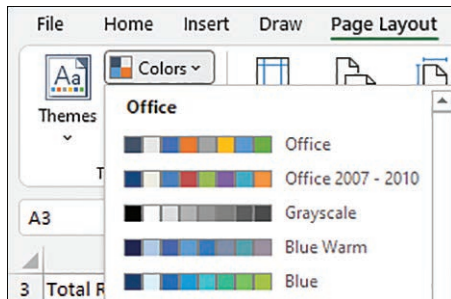 File Home Insert Draw Page Layout
Aa Colors
Themes
Office
Office
Office 2007 - 2010
Grayscale
Blue Warm
Blue
A3
3 Total R